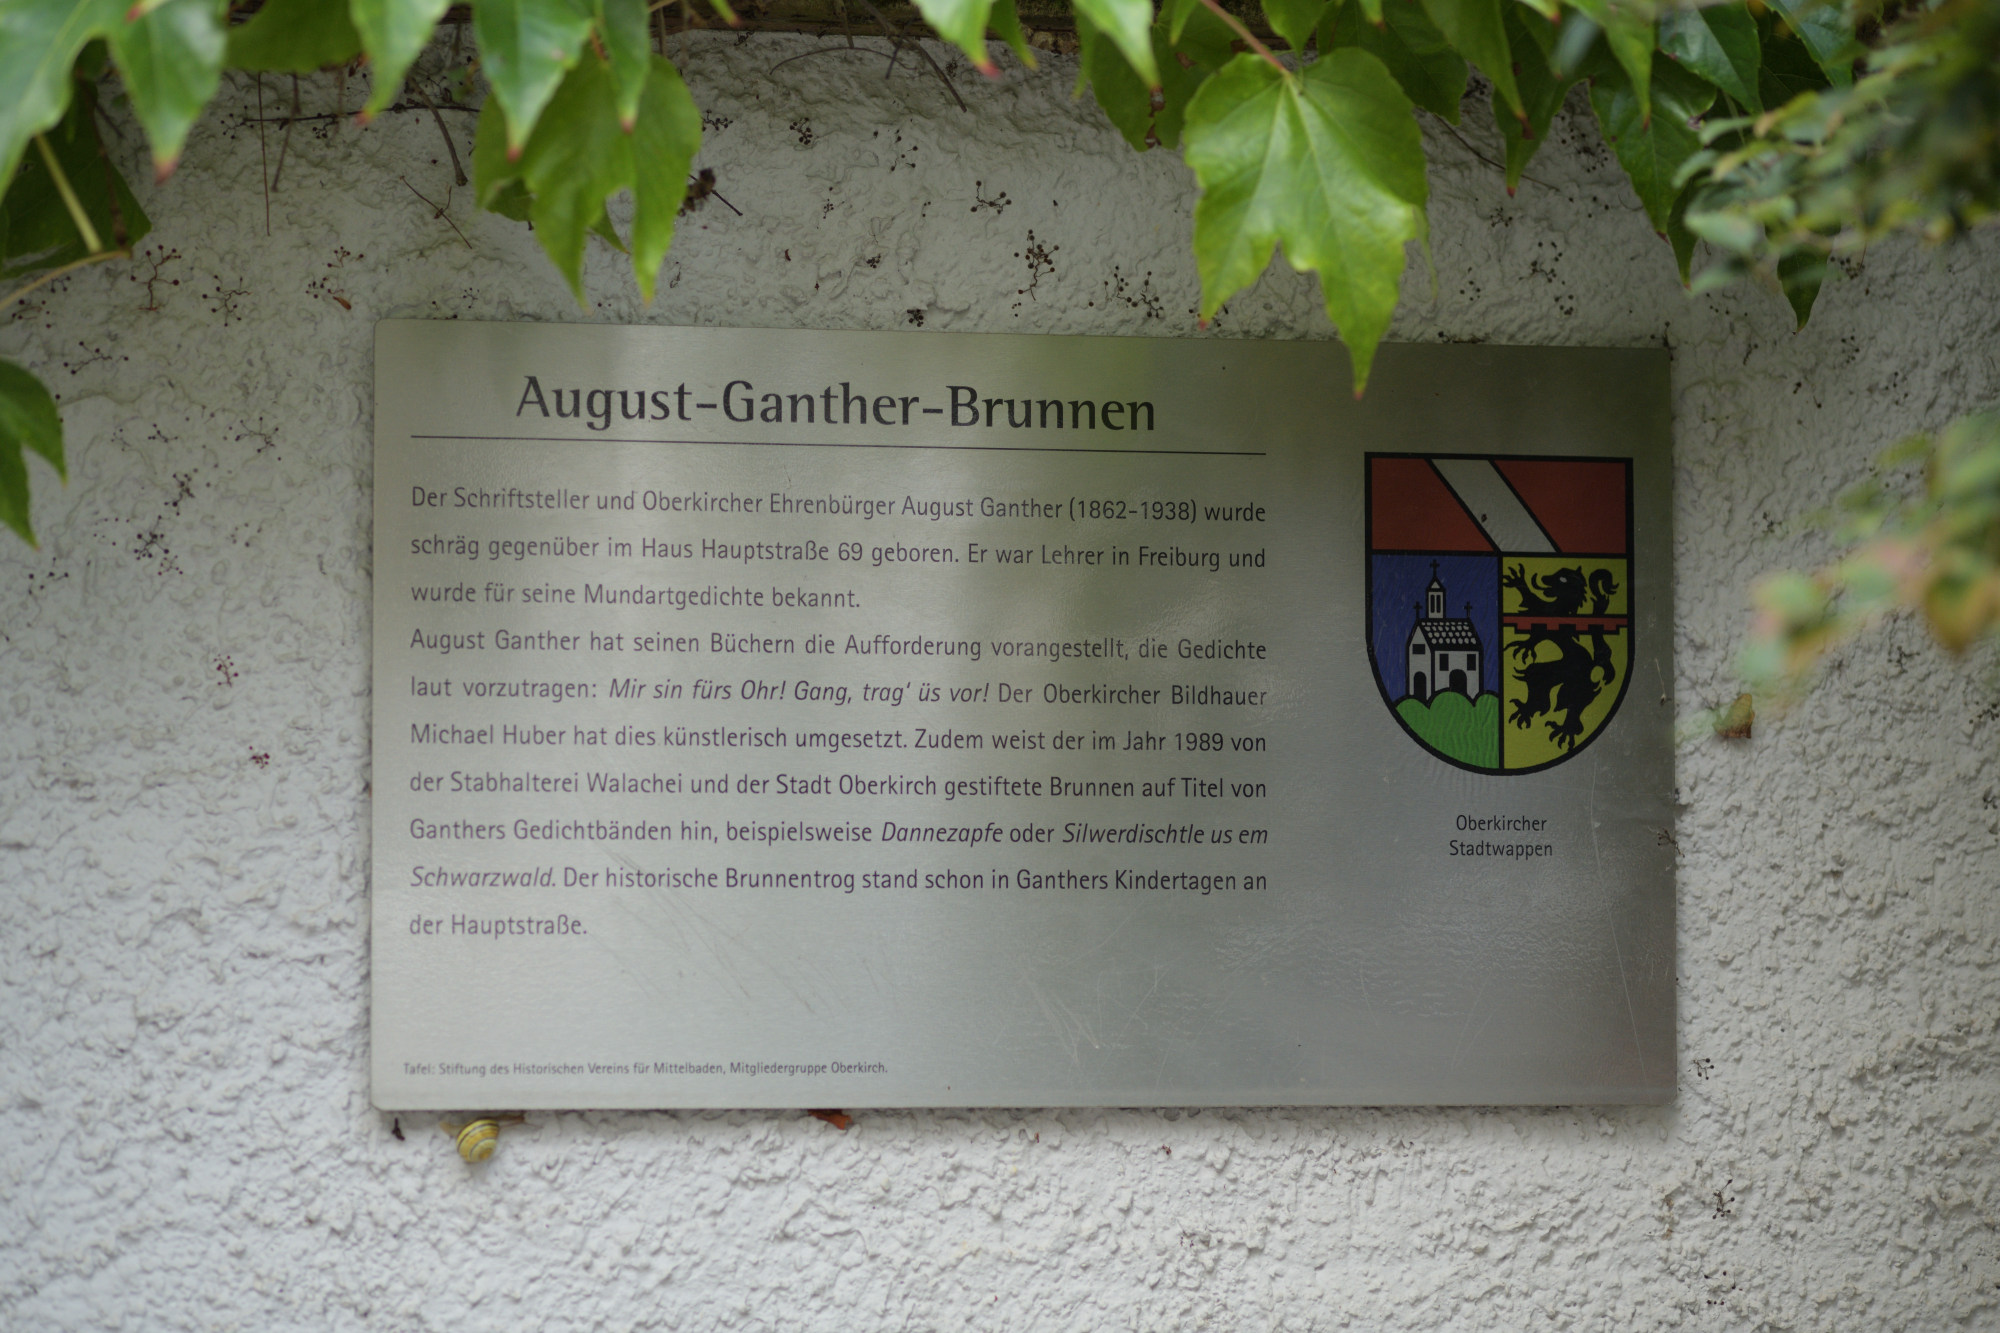 August-Ganther-Brunnen
Der Schriftsteller und Oberkircher Ehrenbürger August Ganther (1862-1938) wurde
schräg gegenüber im Haus Hauptstraße 69 geboren. Er war Lehrer in Freiburg und
wurde für seine Mundartgedichte bekannt.
August Ganther hat seinen Büchern die Aufforderung vorangestellt, die Gedichte
laut vorzutragen: Mir sin fürs Ohr! Gang, trag' üs vor! Der Oberkircher Bildhauer
Michael Huber hat dies künstlerisch umgesetzt. Zudem weist der im Jahr 1989 von
der Stabhalterei Walachei und der Stadt Oberkirch gestiftete Brunnen auf Titel von
Ganthers Gedichtbänden hin, beispielsweise Dannezapfe oder Silwerdischtle us em
Schwarzwald. Der historische Brunnentrog stand schon in Ganthers Kindertagen an
der Hauptstraße.
Oberkircher
Stadtwappen
Tafel: Stiftung des Historischen Vereins für Mittelbaden, Mitgliedergruppe Oberkirch.